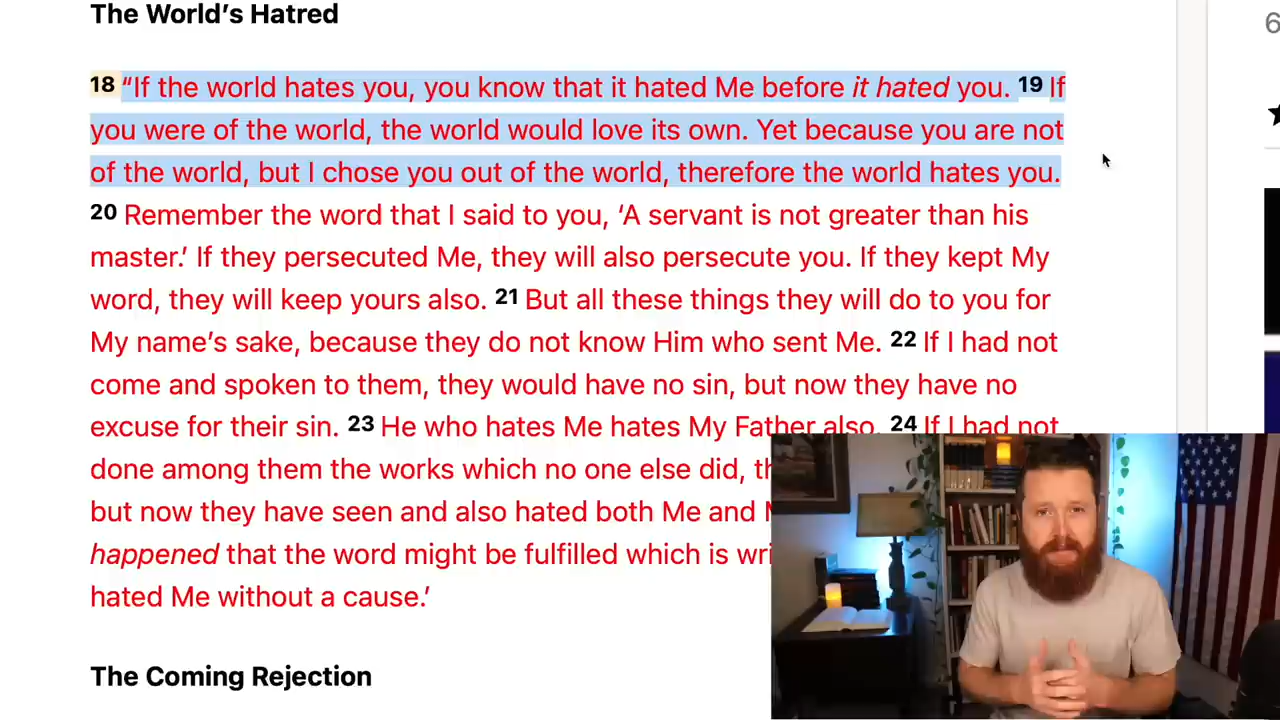 The World’s Hatred
18 “If the world hates you, you know that it hated Me before it hated you. 19 If
you were of the world, the world would love its own. Yet because you are not
of the world, but I chose you out of the world, therefore the world hates you.
20 Remember the word that I said to you, ‘A servant is not greater than his
master.’ If they persecuted Me, they will also persecute you. If they kept My
word, they will keep yours also. 21 But all these things they will do to you for
My name’s sake, because they do not know Him who sent Me. 22 If I had not
come and spoken to them, they would have no sin, but now they have no
excuse for their sin. 23 He who hates Me hates My Father also. 24 If I had not
done among them the works which no one else did,
but now they have seen and also hated both Me and
happened that the word might be fulfilled which is
hated Me without a cause.’
The Coming Rejection